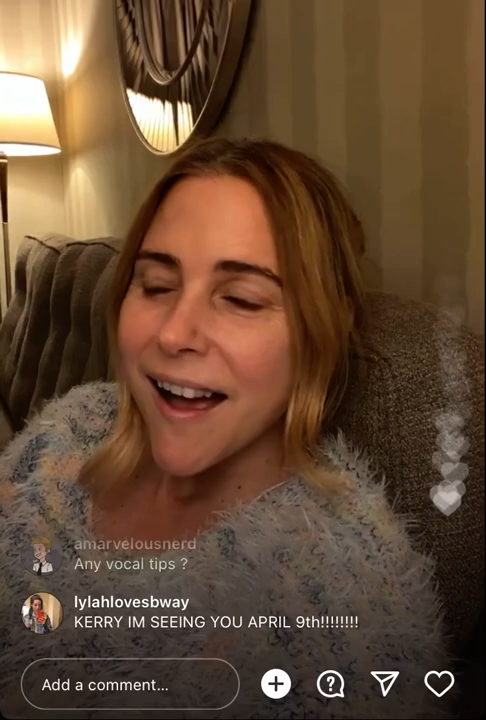 amarvelousnerd
Any vocal tips ?
lylahlovesbway
KERRY IM SEEING YOU APRIL 9th!!!!!!!!
Add a comment...